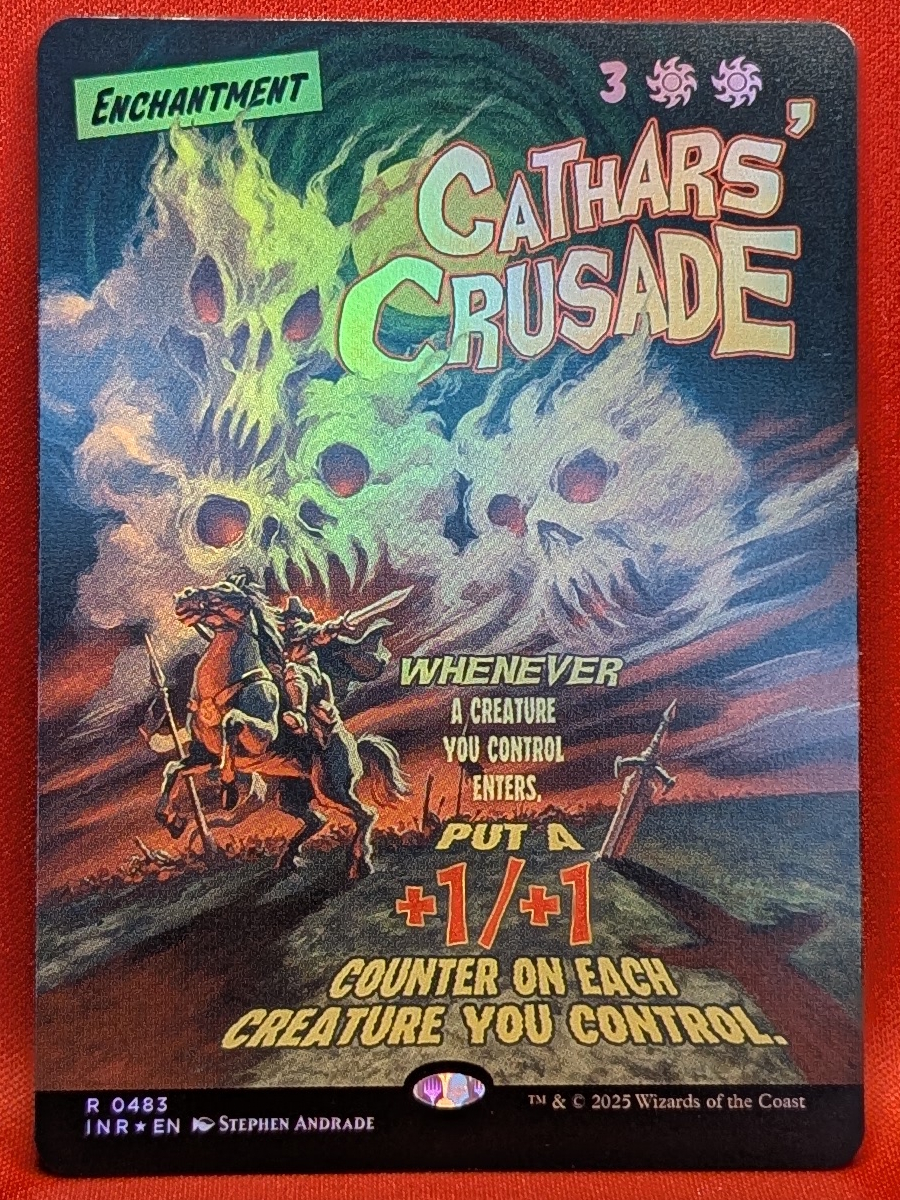 ENCHANTMENT
3
CATHARS'
CRUSADE
WHENEVER
A CREATURE
YOU CONTROL
ENTERS,
PUT A
+1/+1
COUNTER ON EACH
CREATURE YOU CONTROL.
R 0483
INR★EN STEPHEN ANDRADE
™ & © 2025 Wizards of the Coast